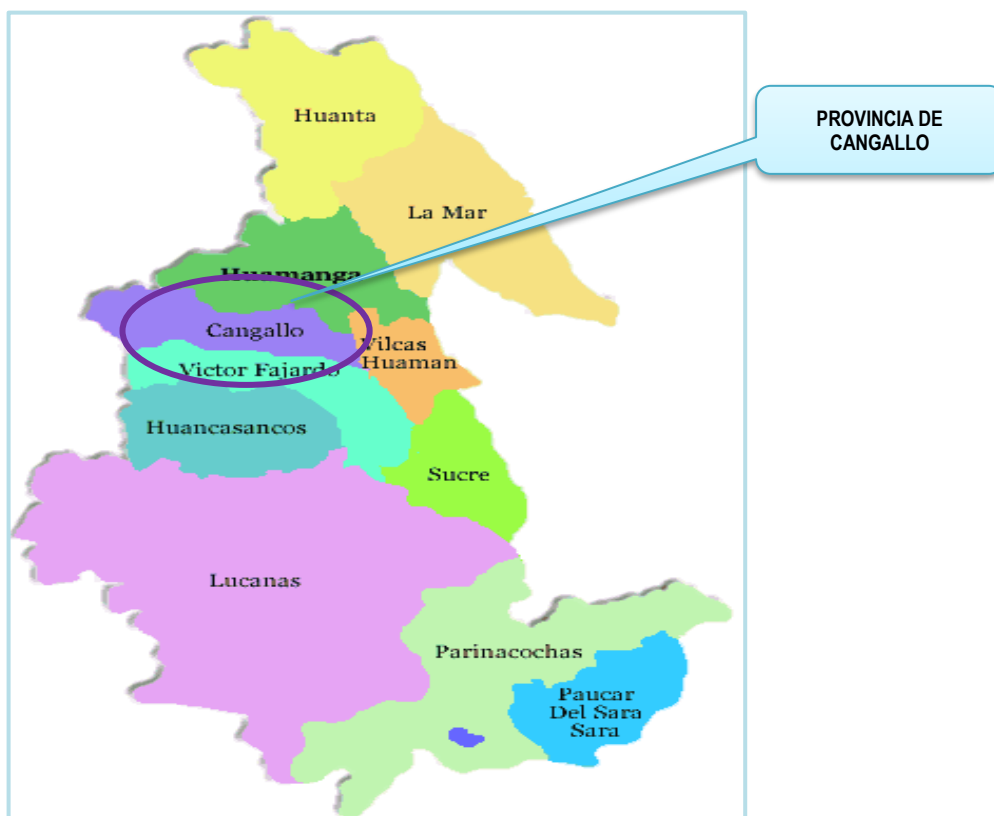 Huanta
PROVINCIA DE
CANGALLO
La Mar
Huamanga
Cangallo
Vilcas
Huaman
Victor Fajardo
Huancasancos
Sucre
Lucanas
Parinacochas
Paucar
Del Sara
Sara